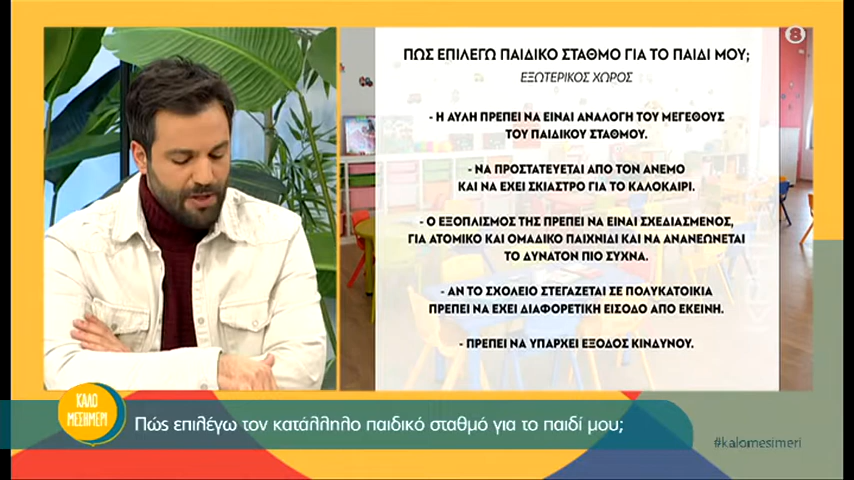 8
ΠΩΣ ΕΠΙΛΕΓΩ ΠΑΙΔΙΚΟ ΣΤΑΘΜΟ ΓΙΑ ΤΟ ΠΑΙΔΙ ΜΟΥ;
ΕΞΩΤΕΡΙΚΟΣ ΧΩΡΟΣ
- Η ΑΥΛΗ ΠΡΕΠΕΙ ΝΑ ΕΙΝΑΙ ΑΝΑΛΟΓΗ ΤΟΥ ΜΕΓΕΘΟΥΣ
ΤΟΥ ΠΑΙΔΙΚΟΥ ΣΤΑΘΜΟΥ.
- ΝΑ ΠΡΟΣΤΑΤΕΥΕΤΑΙ ΑΠΟ ΤΟΝ ΑΝΕΜΟ
ΚΑΙ ΝΑ ΕΧΕΙ ΣΚΙΑΣΤΡΟ ΓΙΑ ΤΟ ΚΑΛΟΚΑΙΡΙ.
- Ο ΕΞΟΠΛΙΣΜΟΣ ΤΗΣ ΠΡΕΠΕΙ ΝΑ ΕΙΝΑΙ ΣΧΕΔΙΑΣΜΕΝΟΣ,
ΓΙΑ ΑΤΟΜΙΚΟ ΚΑΙ ΟΜΑΔΙΚΟ ΠΑΙΧΝΙΔΙ ΚΑΙ ΝΑ ΑΝΑΝΕΩΝΕΤΑΙ
ΤΟ ΔΥΝΑΤΟΝ ΠΙΟ ΣΥΧΝΑ.
- ΑΝ ΤΟ ΣΧΟΛΕΙΟ ΣΤΕΓΑΖΕΤΑΙ ΣΕ ΠΟΛΥΚΑΤΟΙΚΙΑ
ΠΡΕΠΕΙ ΝΑ ΕΧΕΙ ΔΙΑΦΟΡΕΤΙΚΗ ΕΙΣΟΔΟ ΑΠΟ ΕΚΕΙΝΗ.
- ΠΡΕΠΕΙ ΝΑ ΥΠΑΡΧΕΙ ΕΞΟΔΟΣ ΚΙΝΔΥΝΟΥ.
ΚΑΛΟ
ΜΕΣΗΜΕΡΙ
Πώς επιλέγω τον κατάλληλο παιδικό σταθμό για το παιδί μου;
#kalomesimeri